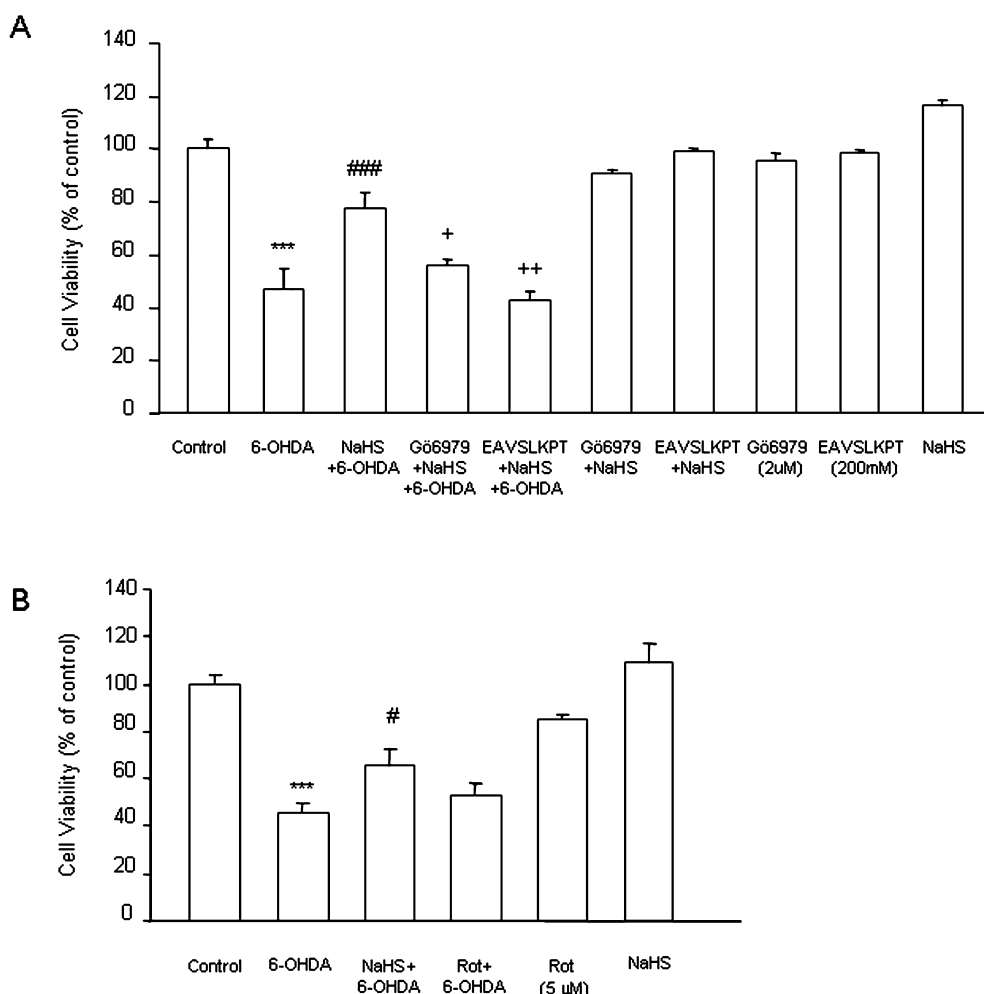 A
Cell Viability (% of control)
140
120
100
80
60
40
20
0
***
###
+
++
Control
6-OHDA
NaHS
+6-OHDA
Gö6979
+NaHS
+6-OHDA
EAVSLKPT
+NaHS
+6-OHDA
Gö6979
+NaHS
EAVSLKPT
+NaHS
Gö6979
(2uM)
EAVSLKPT
(200mM)
NaHS
B
Cell Viability (% of control)
140
120
100
80
60
40
20
0
***
#
Control
6-OHDA
NaHS+
6-OHDA
Rot+
6-OHDA
Rot
(5 µM)
NaHS